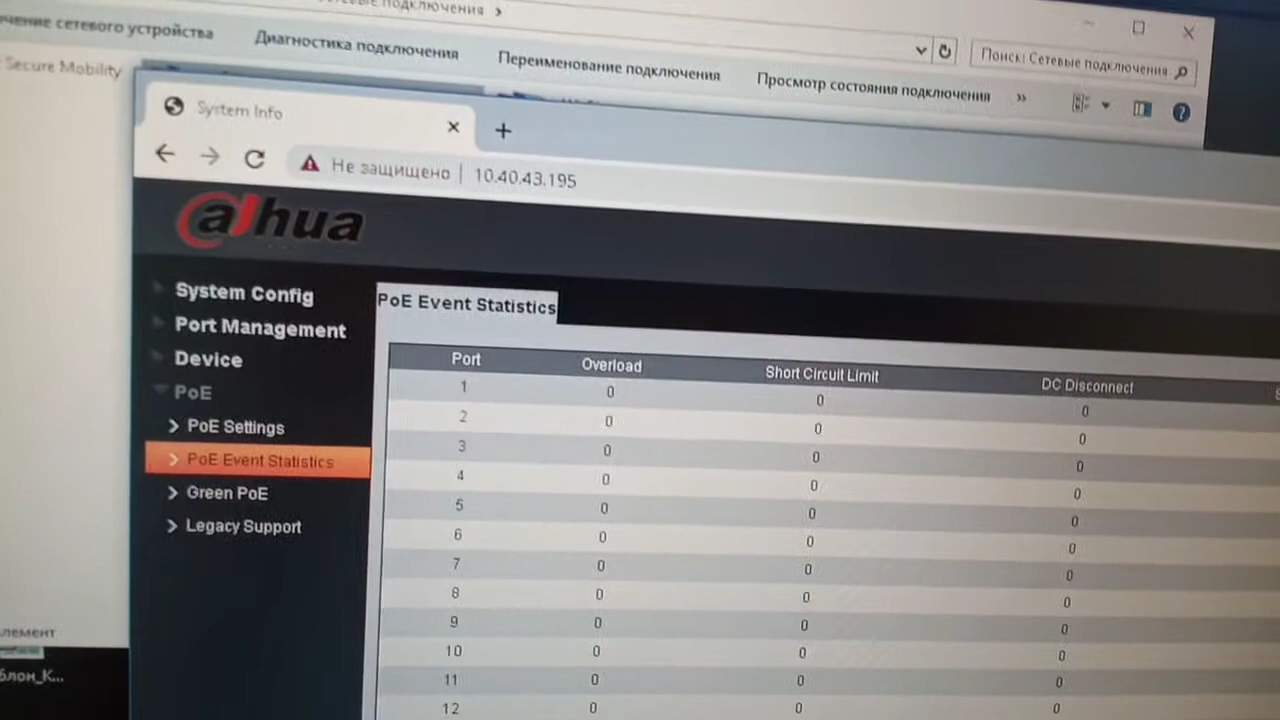 подключения
чение сетевого устройства Диагностика подключения Переименование подключения Просмотр состояния подключения »
Поиск: Сетевые подключения
Secure Mobility
System Info
Не защищено | 10.40.43.195
alhua
System Config
Port Management
Device
PoE
PoE Settings
PoE Event Statistics
Green PoE
Legacy Support
PoE Event Statistics
Port Overload Short Circuit Limit DC Disconnect
1 0 0 0
2 0 0 0
3 0 0 0
4 0 0 0
5 0 0 0
6 0 0 0
7 0 0 0
8 0 0 0
9 0 0 0
10 0 0 0
11 0 0 0
12 0 0 0
лемент
блон_К...